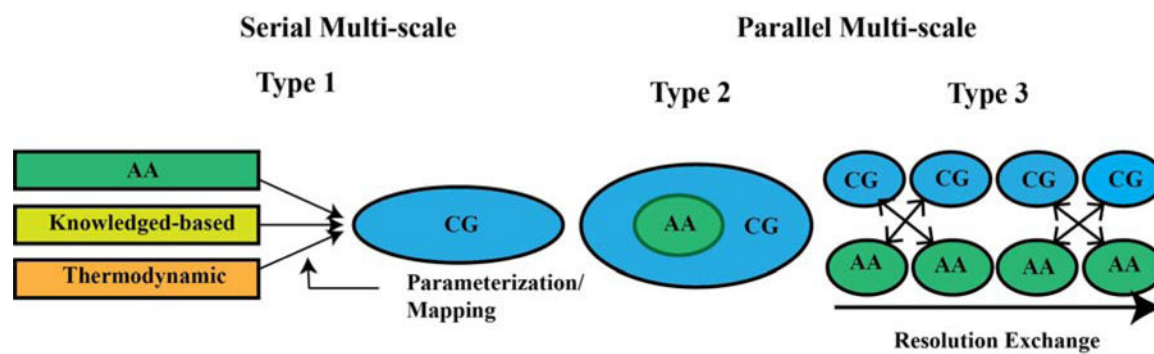 Serial Multi-scale
Parallel Multi-scale
Type 1
Type 2
Type 3
AA
Knowledged-based
Thermodynamic
CG
Parameterization/
Mapping
AA
CG
CG
CG
CG
CG
AA
AA
AA
AA
Resolution Exchange